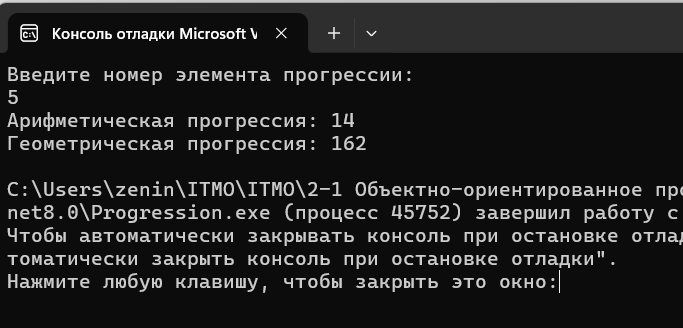 Консоль отладки Microsoft V
Введите номер элемента прогрессии:
5
Арифметическая прогрессия: 14
Геометрическая прогрессия: 162
C:\Users\zenin\ITMO\ITMO\2-1 Объектно-ориентированное про
net8.0\Progression.exe (процесс 45752) завершил работу с
Чтобы автоматически закрывать консоль при остановке отлад
томатически закрыть консоль при остановке отладки".
Нажмите любую клавишу, чтобы закрыть это окно: